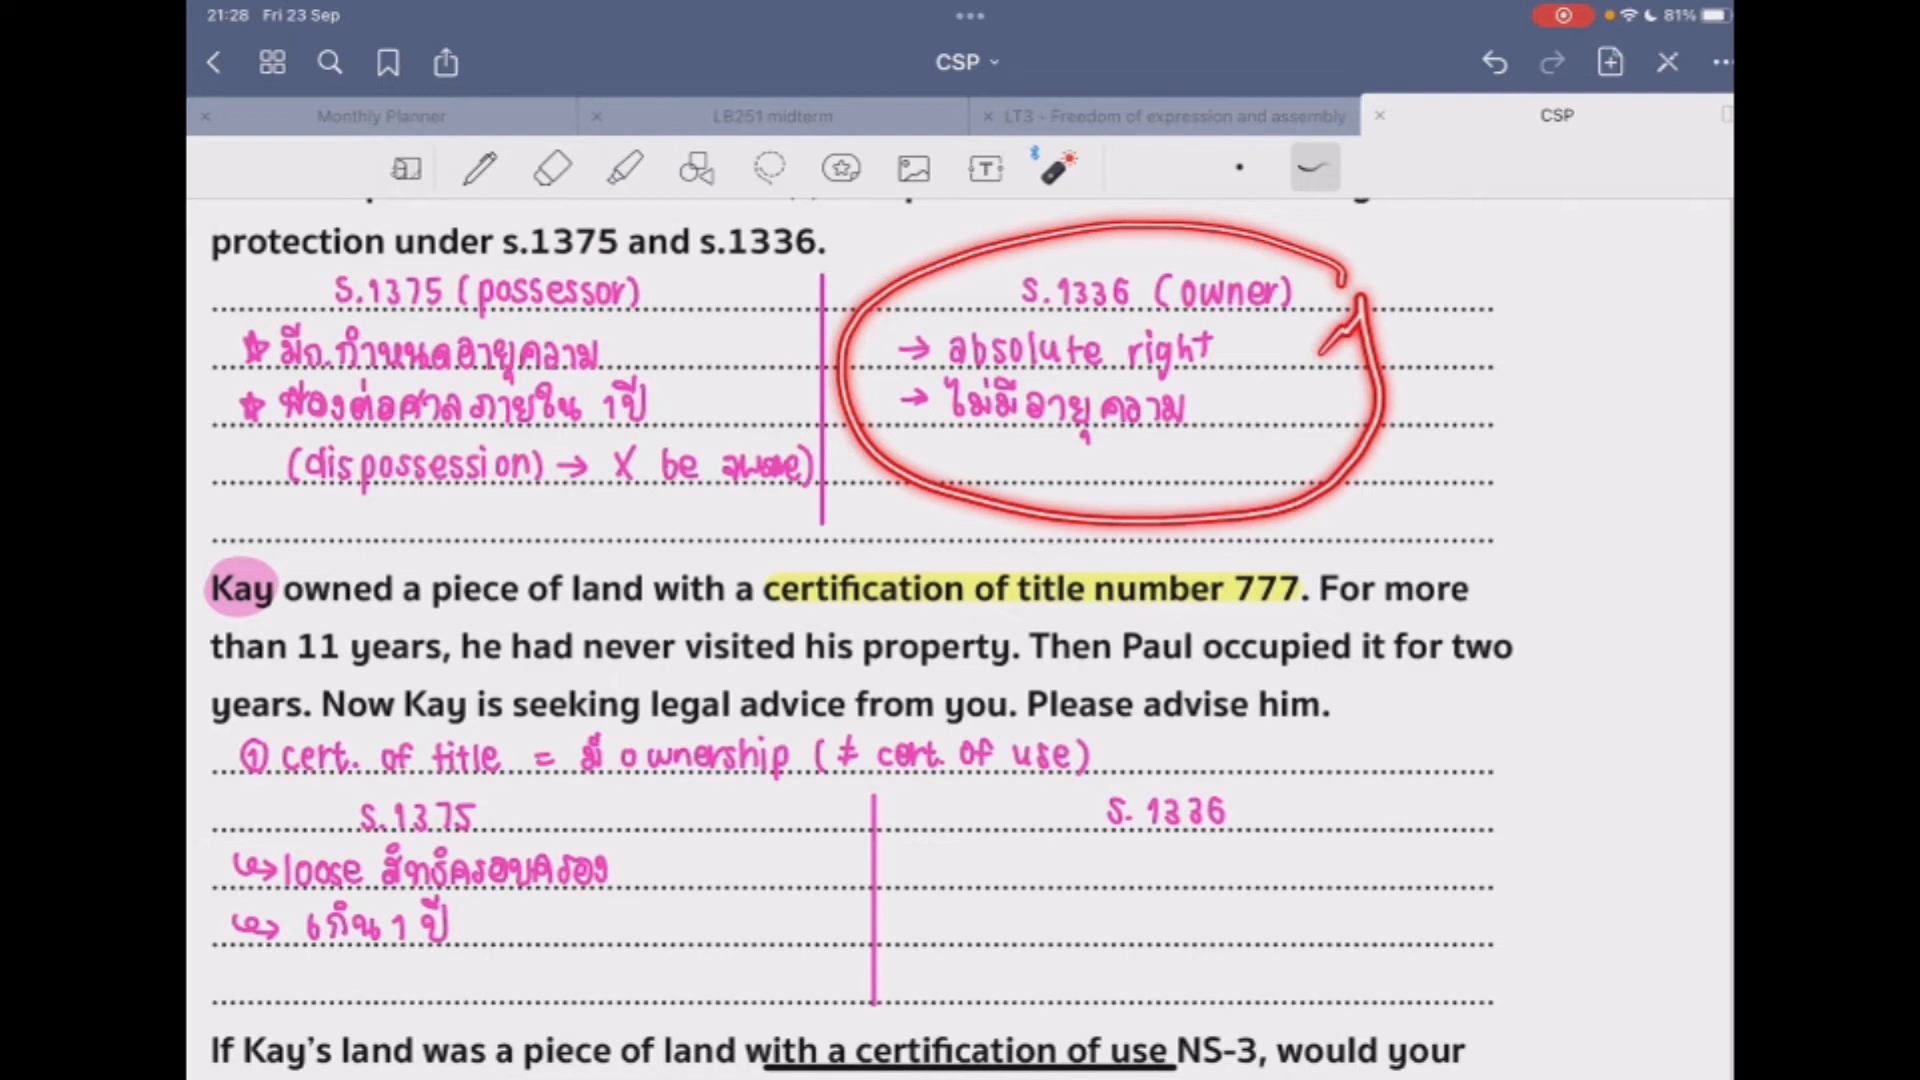 21:28 Fri 23 Sep
81%
CSP
Monthly Planner
LB251 midterm
LT3 - Freedom of expression and assembly
CSP
protection under s.1375 and s.1336.
S.1375 (possessor)
S.1336 (owner)
☆ มีก.กำหนดอายุความ
→ absolute right
☆ ฟ้องต่อศาลภายใน 1 ปี
→ ไม่มีอายุความ
(dispossession) → X be aware)
Kay owned a piece of land with a certification of title number 777. For more
than 11 years, he had never visited his property. Then Paul occupied it for two
years. Now Kay is seeking legal advice from you. Please advise him.
① cert. of title = มี ownership (≠ cert. of use)
S.1375
S. 1336
↪ loose สิทธิครอบครอง
↪ เกิน 1 ปี
If Kay's land was a piece of land with a certification of use NS-3, would your